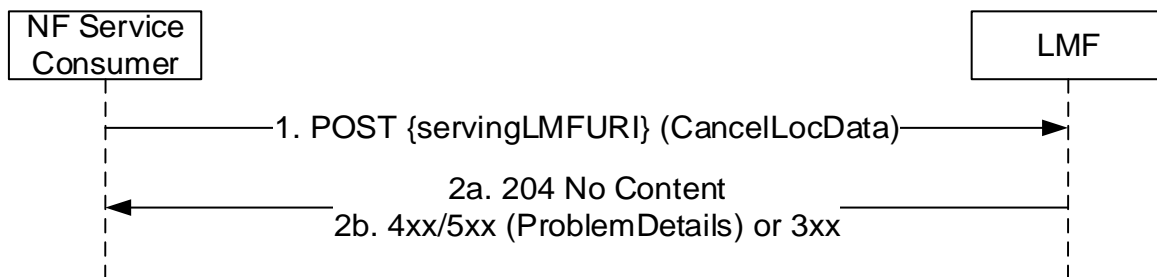 NF Service
Consumer
LMF
1. POST {servingLMFURI} (CancelLocData)
2a. 204 No Content
2b. 4xx/5xx (ProblemDetails) or 3xx